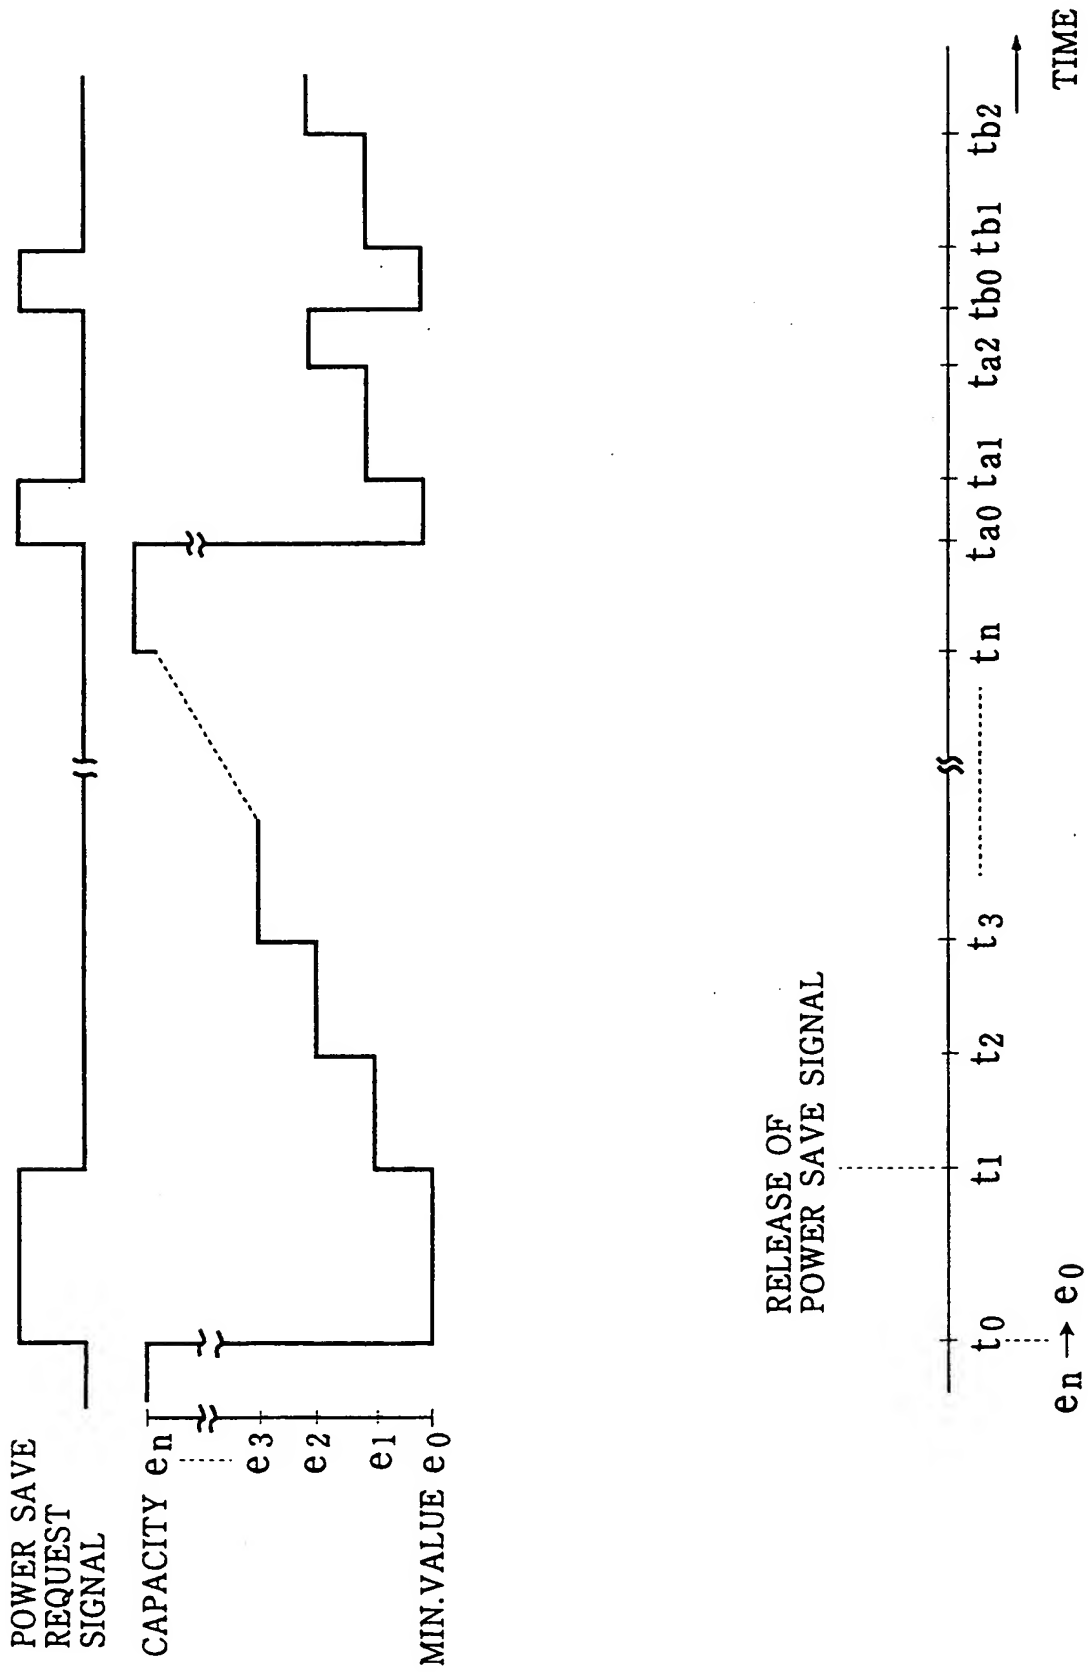 POWER SAVE
REQUEST
SIGNAL
CAPACITY en
e3
e2
e1
MIN.VALUE e0
RELEASE OF
POWER SAVE SIGNAL
t0 t1 t2 t3 tn ta0 ta1 ta2 tb0 tb1 tb2
en → e0
TIME